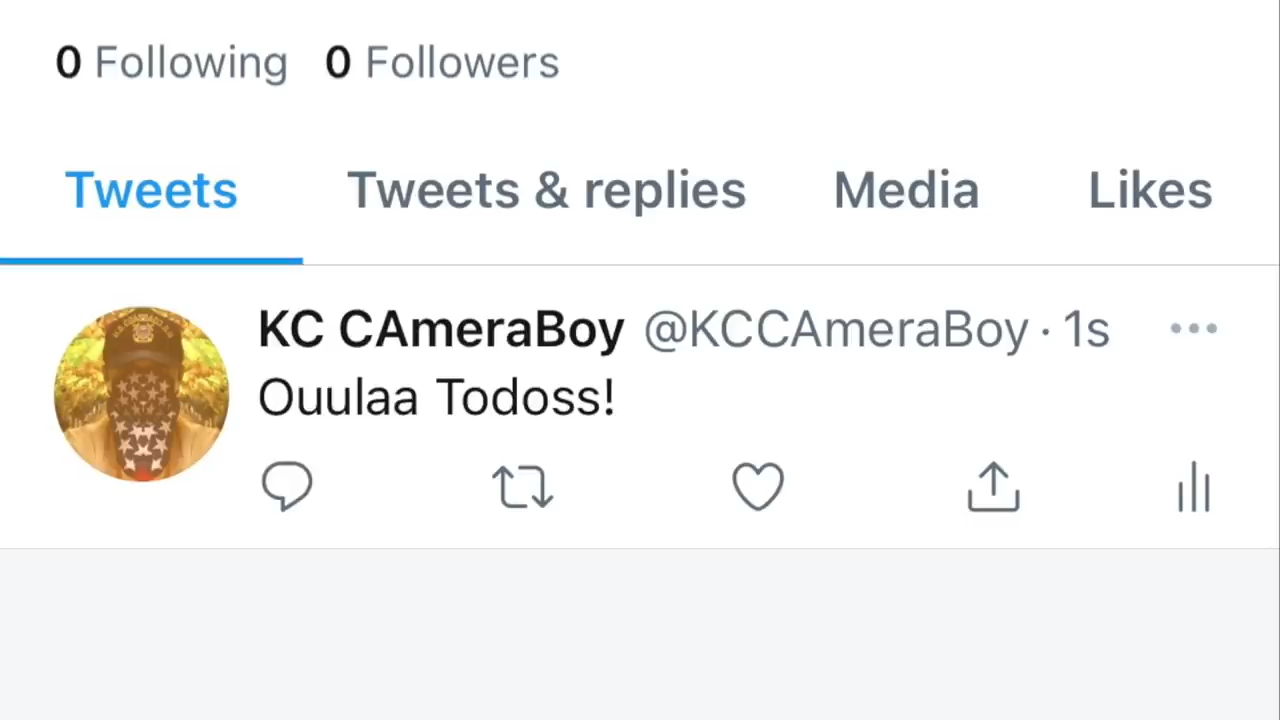 0 Following 0 Followers
Tweets Tweets & replies Media Likes
KC CAmeraBoy @KCCAmeraBoy · 1s
Ouulaa Todoss!